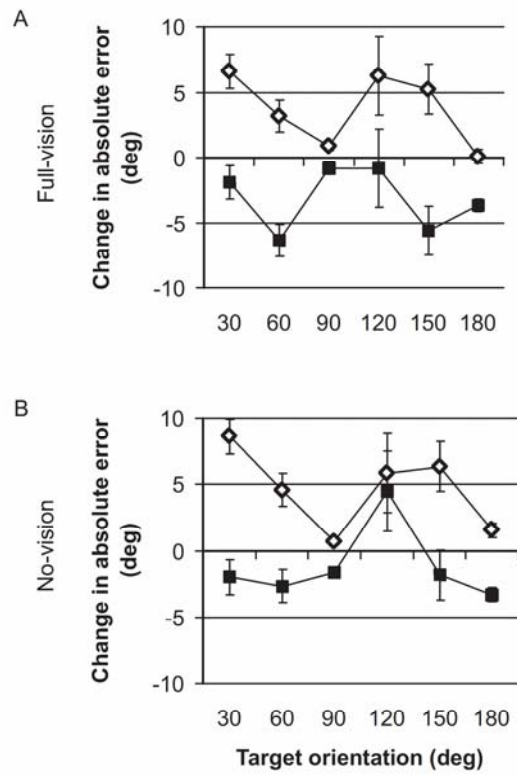 A
Full-vision
Change in absolute error
(deg)
10
5
0
-5
-10
30 60 90 120 150 180
B
No-vision
Change in absolute error
(deg)
10
5
0
-5
-10
30 60 90 120 150 180
Target orientation (deg)